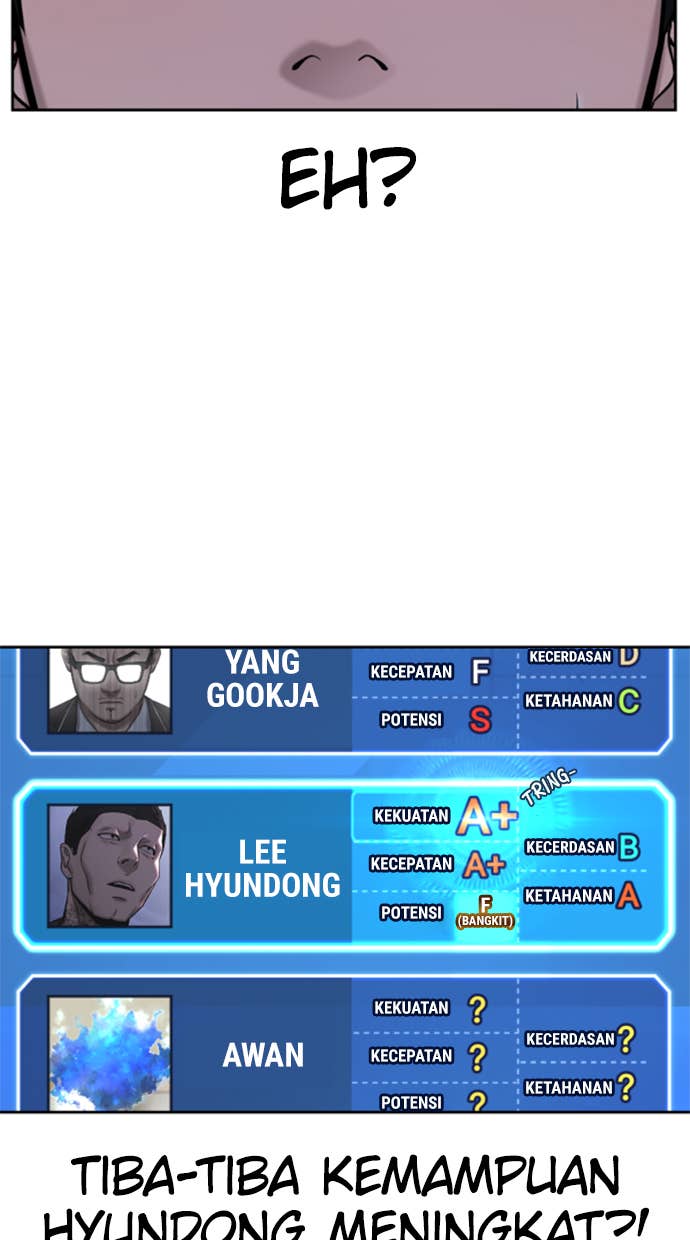 EH?
YANG
GOOKJA
KECEPATAN F
POTENSI S
KECERDASAN D
KETAHANAN C
LEE
HYUNDONG
KEKUATAN A+
TRING-
KECEPATAN A+
POTENSI F
(BANGKIT)
KECERDASAN B
KETAHANAN A
AWAN
KEKUATAN ?
KECEPATAN ?
POTENSI ?
KECERDASAN ?
KETAHANAN ?
TIBA-TIBA KEMAMPUAN
HYUNDONG MENINGKAT?!